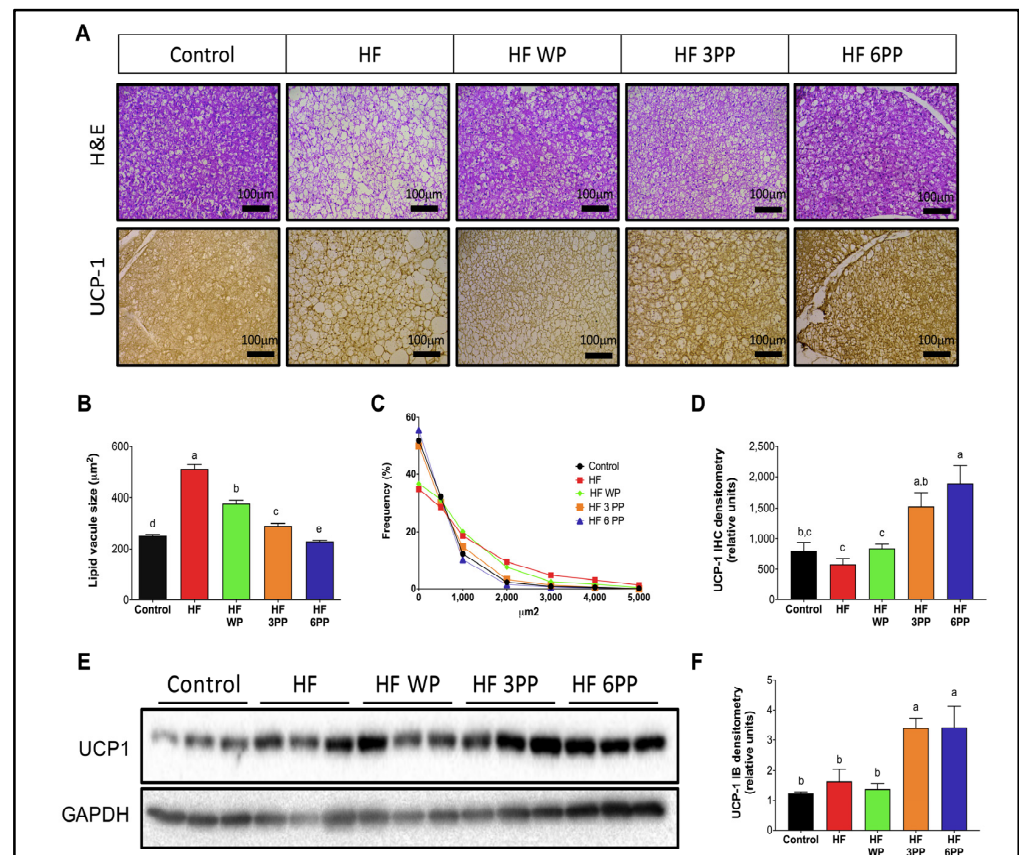 A
Control HF HF WP HF 3PP HF 6PP
H&E
100μm 100μm 100μm 100μm 100μm
UCP-1
100μm 100μm 100μm 100μm 100μm
B
Lipid vacule size (μm²)
600
400
200
0
Control HF HF WP HF 3PP HF 6PP
d a b c e
C
Frequency (%)
60
40
20
0
0 1,000 2,000 3,000 4,000 5,000
μm2
Control
HF
HF WP
HF 3 PP
HF 6 PP
D
UCP-1 IHC densitometry
(relative units)
2,500
2,000
1,500
1,000
500
0
b,c c c a.b a
Control HF HF WP HF 3PP HF 6PP
E
Control HF HF WP HF 3PP HF 6PP
UCP1
GAPDH
F
UCP-1 IB densitometry
(relative units)
5
4
3
2
1
0
b b b a a
Control HF HF WP HF 3PP HF 6PP